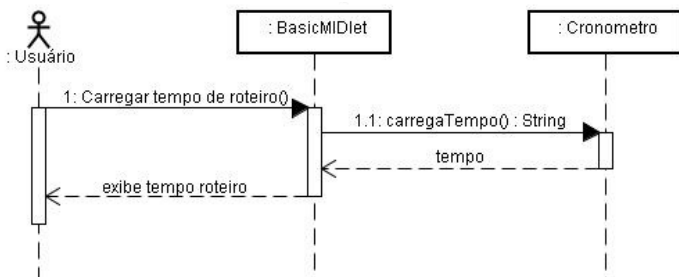 : Usuário
: BasicMIDlet
: Cronometro
1: Carregar tempo de roteiro()
1.1: carregaTempo() : String
tempo
exibe tempo roteiro